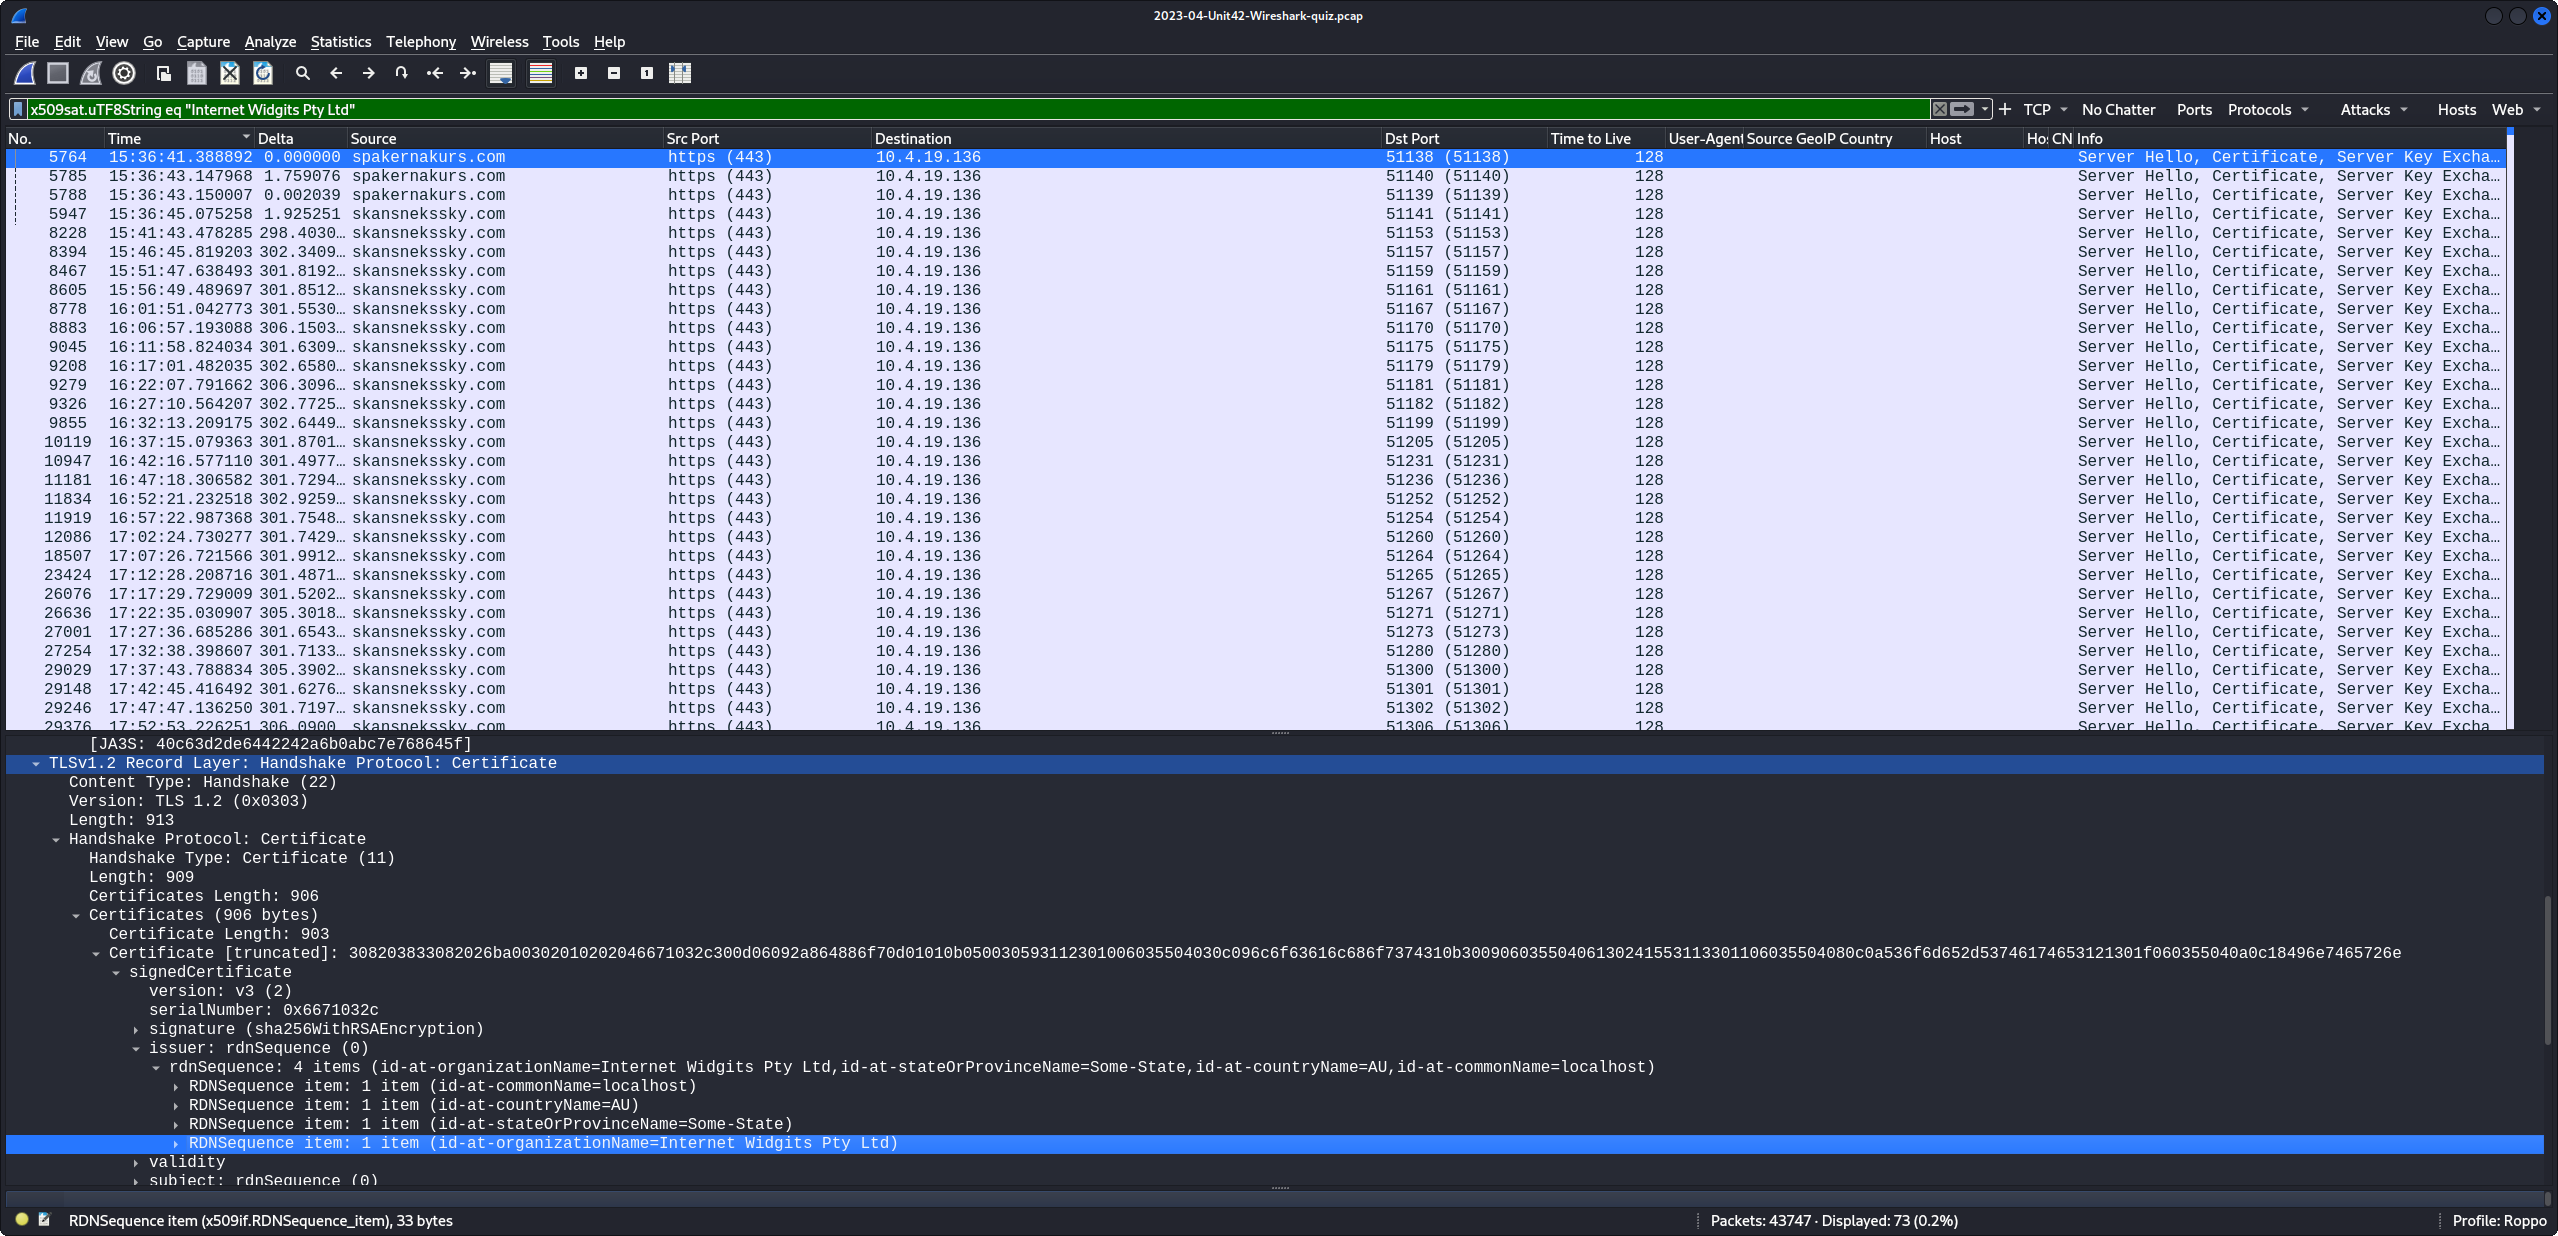 2023-04-Unit42-Wireshark-quiz.pcap
File Edit View Go Capture Analyze Statistics Telephony Wireless Tools Help
x509sat.uTF8String eq "Internet Widgits Pty Ltd"
+ TCP No Chatter Ports Protocols Attacks Hosts Web
No. Time Delta Source Src Port Destination Dst Port Time to Live User-Agent Source GeoIP Country Host Ho: CN Info
5764 15:36:41.388892 0.000000 spakernakurs.com https (443) 10.4.19.136 51138 (51138) 128 Server Hello, Certificate, Server Key Excha…
5785 15:36:43.147968 1.759076 spakernakurs.com https (443) 10.4.19.136 51140 (51140) 128 Server Hello, Certificate, Server Key Excha…
5788 15:36:43.150007 0.002039 spakernakurs.com https (443) 10.4.19.136 51139 (51139) 128 Server Hello, Certificate, Server Key Excha…
5947 15:36:45.075258 1.925251 skansnekssky.com https (443) 10.4.19.136 51141 (51141) 128 Server Hello, Certificate, Server Key Excha…
8228 15:41:43.478285 298.4030… skansnekssky.com https (443) 10.4.19.136 51153 (51153) 128 Server Hello, Certificate, Server Key Excha…
8394 15:46:45.819203 302.3409… skansnekssky.com https (443) 10.4.19.136 51157 (51157) 128 Server Hello, Certificate, Server Key Excha…
8467 15:51:47.638493 301.8192… skansnekssky.com https (443) 10.4.19.136 51159 (51159) 128 Server Hello, Certificate, Server Key Excha…
8605 15:56:49.489697 301.8512… skansnekssky.com https (443) 10.4.19.136 51161 (51161) 128 Server Hello, Certificate, Server Key Excha…
8778 16:01:51.042773 301.5530… skansnekssky.com https (443) 10.4.19.136 51167 (51167) 128 Server Hello, Certificate, Server Key Excha…
8883 16:06:57.193088 306.1503… skansnekssky.com https (443) 10.4.19.136 51170 (51170) 128 Server Hello, Certificate, Server Key Excha…
9045 16:11:58.824034 301.6309… skansnekssky.com https (443) 10.4.19.136 51175 (51175) 128 Server Hello, Certificate, Server Key Excha…
9208 16:17:01.482035 302.6580… skansnekssky.com https (443) 10.4.19.136 51179 (51179) 128 Server Hello, Certificate, Server Key Excha…
9279 16:22:07.791662 306.3096… skansnekssky.com https (443) 10.4.19.136 51181 (51181) 128 Server Hello, Certificate, Server Key Excha…
9326 16:27:10.564207 302.7725… skansnekssky.com https (443) 10.4.19.136 51182 (51182) 128 Server Hello, Certificate, Server Key Excha…
9855 16:32:13.209175 302.6449… skansnekssky.com https (443) 10.4.19.136 51199 (51199) 128 Server Hello, Certificate, Server Key Excha…
10119 16:37:15.079363 301.8701… skansnekssky.com https (443) 10.4.19.136 51205 (51205) 128 Server Hello, Certificate, Server Key Excha…
10947 16:42:16.577110 301.4977… skansnekssky.com https (443) 10.4.19.136 51231 (51231) 128 Server Hello, Certificate, Server Key Excha…
11181 16:47:18.306582 301.7294… skansnekssky.com https (443) 10.4.19.136 51236 (51236) 128 Server Hello, Certificate, Server Key Excha…
11834 16:52:21.232518 302.9259… skansnekssky.com https (443) 10.4.19.136 51252 (51252) 128 Server Hello, Certificate, Server Key Excha…
11919 16:57:22.987368 301.7548… skansnekssky.com https (443) 10.4.19.136 51254 (51254) 128 Server Hello, Certificate, Server Key Excha…
12086 17:02:24.730277 301.7429… skansnekssky.com https (443) 10.4.19.136 51260 (51260) 128 Server Hello, Certificate, Server Key Excha…
18507 17:07:26.721566 301.9912… skansnekssky.com https (443) 10.4.19.136 51264 (51264) 128 Server Hello, Certificate, Server Key Excha…
23424 17:12:28.208716 301.4871… skansnekssky.com https (443) 10.4.19.136 51265 (51265) 128 Server Hello, Certificate, Server Key Excha…
26076 17:17:29.729009 301.5202… skansnekssky.com https (443) 10.4.19.136 51267 (51267) 128 Server Hello, Certificate, Server Key Excha…
26636 17:22:35.030907 305.3018… skansnekssky.com https (443) 10.4.19.136 51271 (51271) 128 Server Hello, Certificate, Server Key Excha…
27001 17:27:36.685286 301.6543… skansnekssky.com https (443) 10.4.19.136 51273 (51273) 128 Server Hello, Certificate, Server Key Excha…
27254 17:32:38.398607 301.7133… skansnekssky.com https (443) 10.4.19.136 51280 (51280) 128 Server Hello, Certificate, Server Key Excha…
29029 17:37:43.788834 305.3902… skansnekssky.com https (443) 10.4.19.136 51300 (51300) 128 Server Hello, Certificate, Server Key Excha…
29148 17:42:45.416492 301.6276… skansnekssky.com https (443) 10.4.19.136 51301 (51301) 128 Server Hello, Certificate, Server Key Excha…
29246 17:47:47.136250 301.7197… skansnekssky.com https (443) 10.4.19.136 51302 (51302) 128 Server Hello, Certificate, Server Key Excha…
29376 17:52:53.226251 306.0900 skansnekssky.com https (443) 10.4.19.136 51306 (51306) 128 Server Hello, Certificate, Server Key Excha
[JA3S: 40c63d2de6442242a6b0abc7e768645f]
TLSv1.2 Record Layer: Handshake Protocol: Certificate
Content Type: Handshake (22)
Version: TLS 1.2 (0x0303)
Length: 913
Handshake Protocol: Certificate
Handshake Type: Certificate (11)
Length: 909
Certificates Length: 906
Certificates (906 bytes)
Certificate Length: 903
Certificate [truncated]: 308203833082026ba00302010202046671032c300d06092a864886f70d01010b050030593112301006035504030c096c6f63616c686f7374310b30090603550406130241553113301106035504080c0a536f6d652d53746174653121301f060355040a0c18496e7465726e
signedCertificate
version: v3 (2)
serialNumber: 0x6671032c
signature (sha256WithRSAEncryption)
issuer: rdnSequence (0)
rdnSequence: 4 items (id-at-organizationName=Internet Widgits Pty Ltd,id-at-stateOrProvinceName=Some-State,id-at-countryName=AU,id-at-commonName=localhost)
RDNSequence item: 1 item (id-at-commonName=localhost)
RDNSequence item: 1 item (id-at-countryName=AU)
RDNSequence item: 1 item (id-at-stateOrProvinceName=Some-State)
RDNSequence item: 1 item (id-at-organizationName=Internet Widgits Pty Ltd)
validity
subject: rdnSequence (0)
RDNSequence item (x509if.RDNSequence_item), 33 bytes
Packets: 43747 · Displayed: 73 (0.2%)
Profile: Roppo